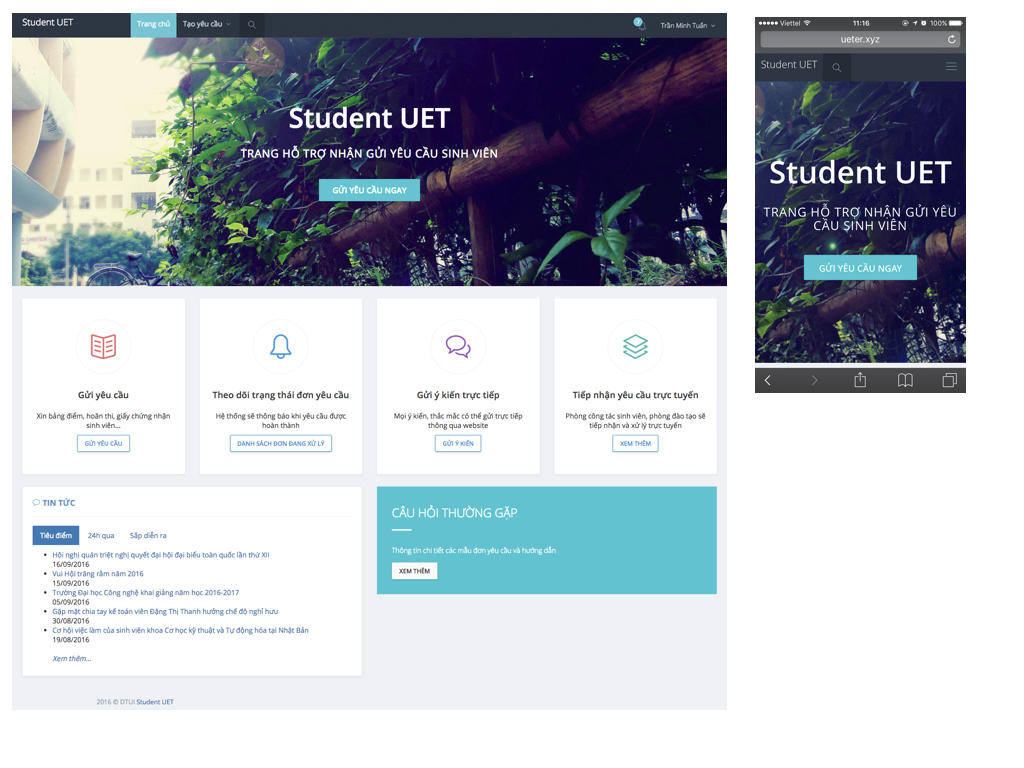 Student UET
Trang chủ
Tạo yêu cầu
7
Trần Minh Tuấn
Student UET
TRANG HỖ TRỢ NHẬN GỬI YÊU CẦU SINH VIÊN
GỬI YÊU CẦU NGAY
Gửi yêu cầu
Xin bảng điểm, hoãn thi, giấy chứng nhận
sinh viên...
GỬI YÊU CẦU
Theo dõi trạng thái đơn yêu cầu
Hệ thống sẽ thông báo khi yêu cầu được
hoàn thành
DANH SÁCH ĐƠN ĐANG XỬ LÝ
Gửi ý kiến trực tiếp
Mọi ý kiến, thắc mắc có thể gửi trực tiếp
thông qua website
GỬI Ý KIẾN
Tiếp nhận yêu cầu trực tuyến
Phòng công tác sinh viên, phòng đào tạo sẽ
tiếp nhận và xử lý trực tuyến
XEM THÊM
TIN TỨC
Tiêu điểm
24h qua
Sắp diễn ra
Hội nghị quán triệt nghị quyết đại hội đại biểu toàn quốc lần thứ XII
16/09/2016
Vui Hội trăng rằm năm 2016
15/09/2016
Trường Đại học Công nghệ khai giảng năm học 2016-2017
05/09/2016
Gặp mặt chia tay kế toán viên Đặng Thị Thanh hưởng chế độ nghỉ hưu
30/08/2016
Cơ hội việc làm của sinh viên khoa Cơ học kỹ thuật và Tự động hóa tại Nhật Bản
19/08/2016
Xem thêm...
CÂU HỎI THƯỜNG GẶP
Thông tin chi tiết các mẫu đơn yêu cầu và hướng dẫn
XEM THÊM
2016 © DTUI Student UET
Viettel
11:16
100%
ueter.xyz
Student UET
Student UET
TRANG HỖ TRỢ NHẬN GỬI YÊU
CẦU SINH VIÊN
GỬI YÊU CẦU NGAY